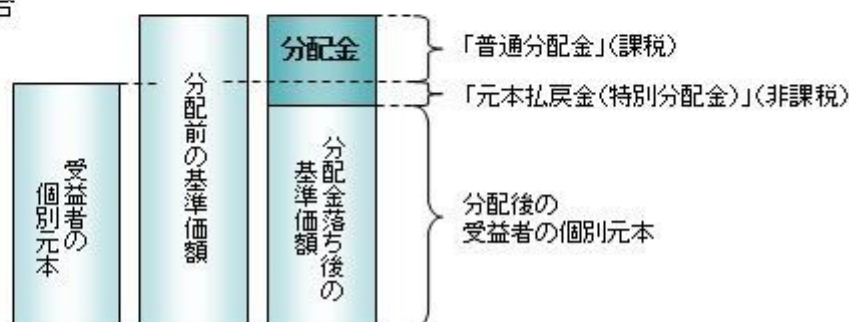 分配金
「普通分配金」(課税)
「元本払戻金(特別分配金)」(非課税)
受益者の
個別元本
分配前の基準価額
分配金落ち後の
基準価額
分配後の
受益者の個別元本